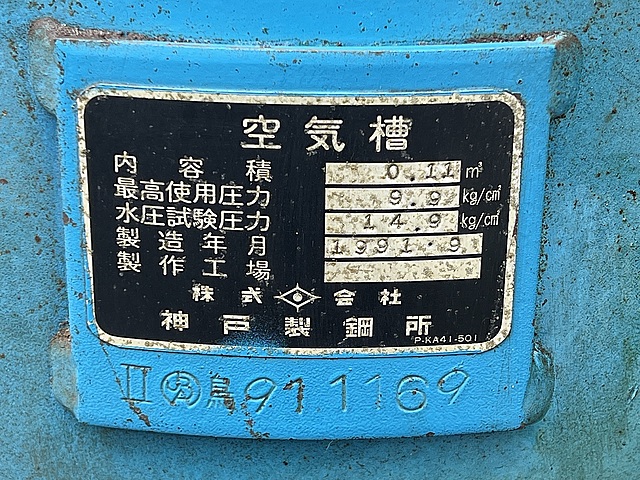 空気槽
内容積 0.11 m³
最高使用圧力 9.9 kg/cm²
水圧試験圧力 14.9 kg/cm²
製造年月 1991.9
製作工場
株式会社
神戸製鋼所
P-KA41-501
II 鳥 911169